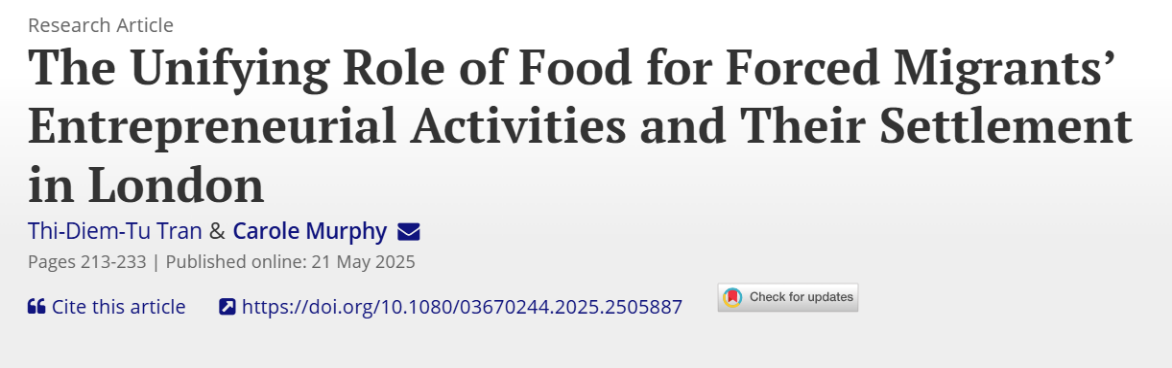 Research Article
The Unifying Role of Food for Forced Migrants’
Entrepreneurial Activities and Their Settlement
in London
Thi-Diem-Tu Tran & Carole Murphy
Pages 213-233 | Published online: 21 May 2025
Cite this article https://doi.org/10.1080/03670244.2025.2505887 Check for updates